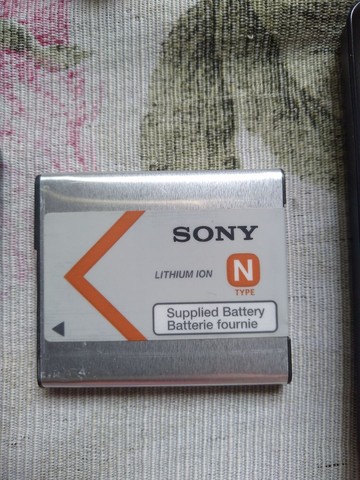 SONY
LITHIUM ION
N
TYPE
Supplied Battery
Batterie fournie